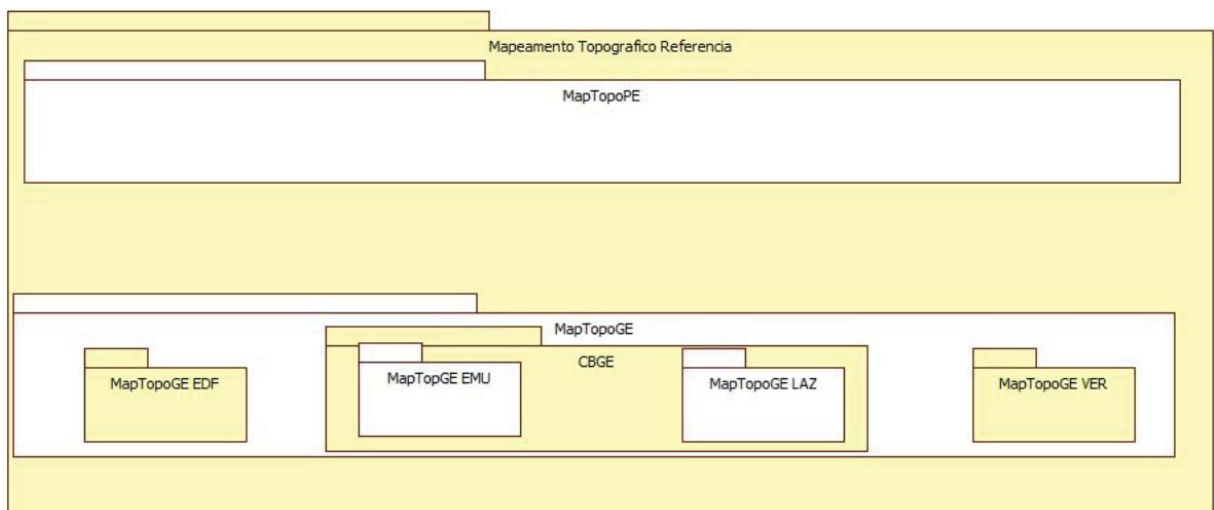 Mapeamento Topografico Referencia
MapTopoPE
MapTopoGE
CBGE
MapTopoGE EDF
MapTopGE EMU
MapTopoGE LAZ
MapTopoGE VER